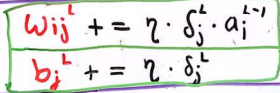 wij^L += η · δj^L · ai^L-1
bj^L += η · δj^L